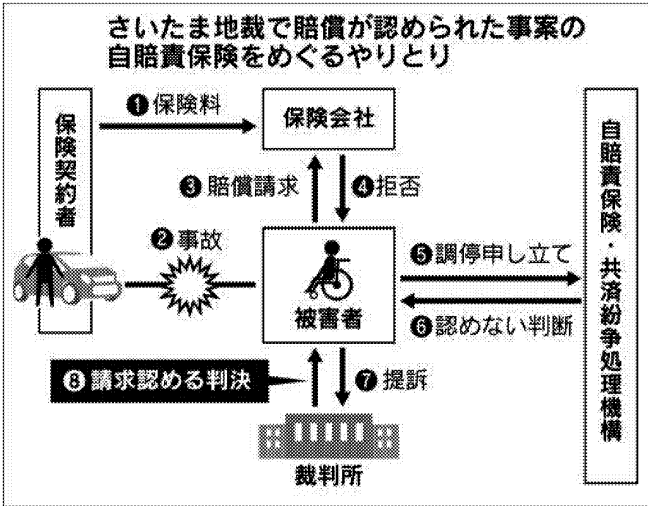 さいたま地裁で賠償が認められた事案の
自賠責保険をめぐるやりとり
保険契約者
❶保険料
保険会社
❸賠償請求
❹拒否
❷事故
被害者
❺調停申し立て
❻認めない判断
自賠責保険・共済紛争処理機構
❽請求認める判決
❼提訴
裁判所